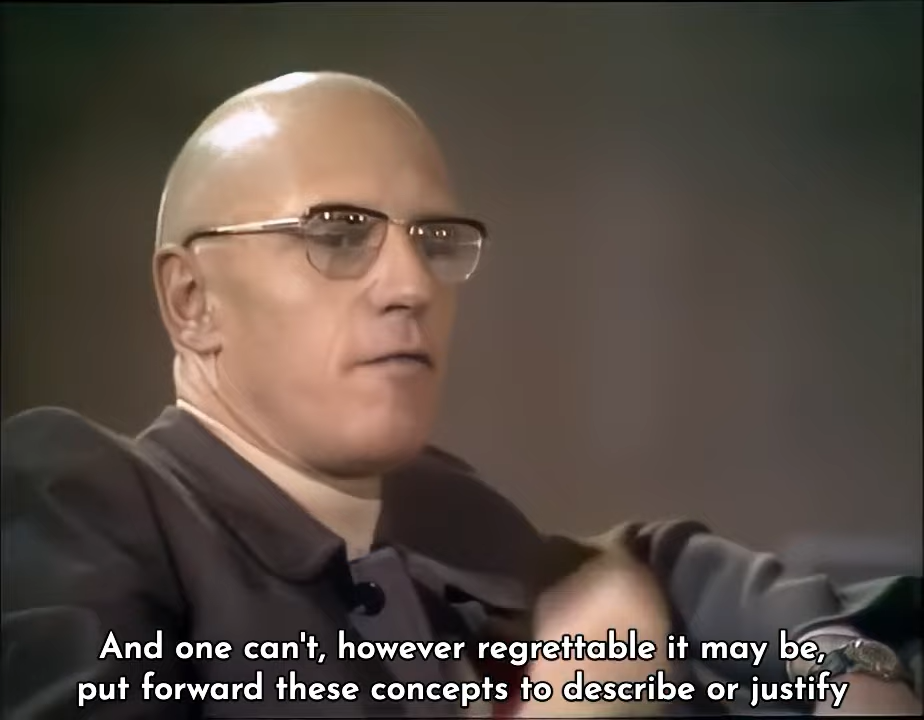 And one can't, however regrettable it may be,
put forward these concepts to describe or justify